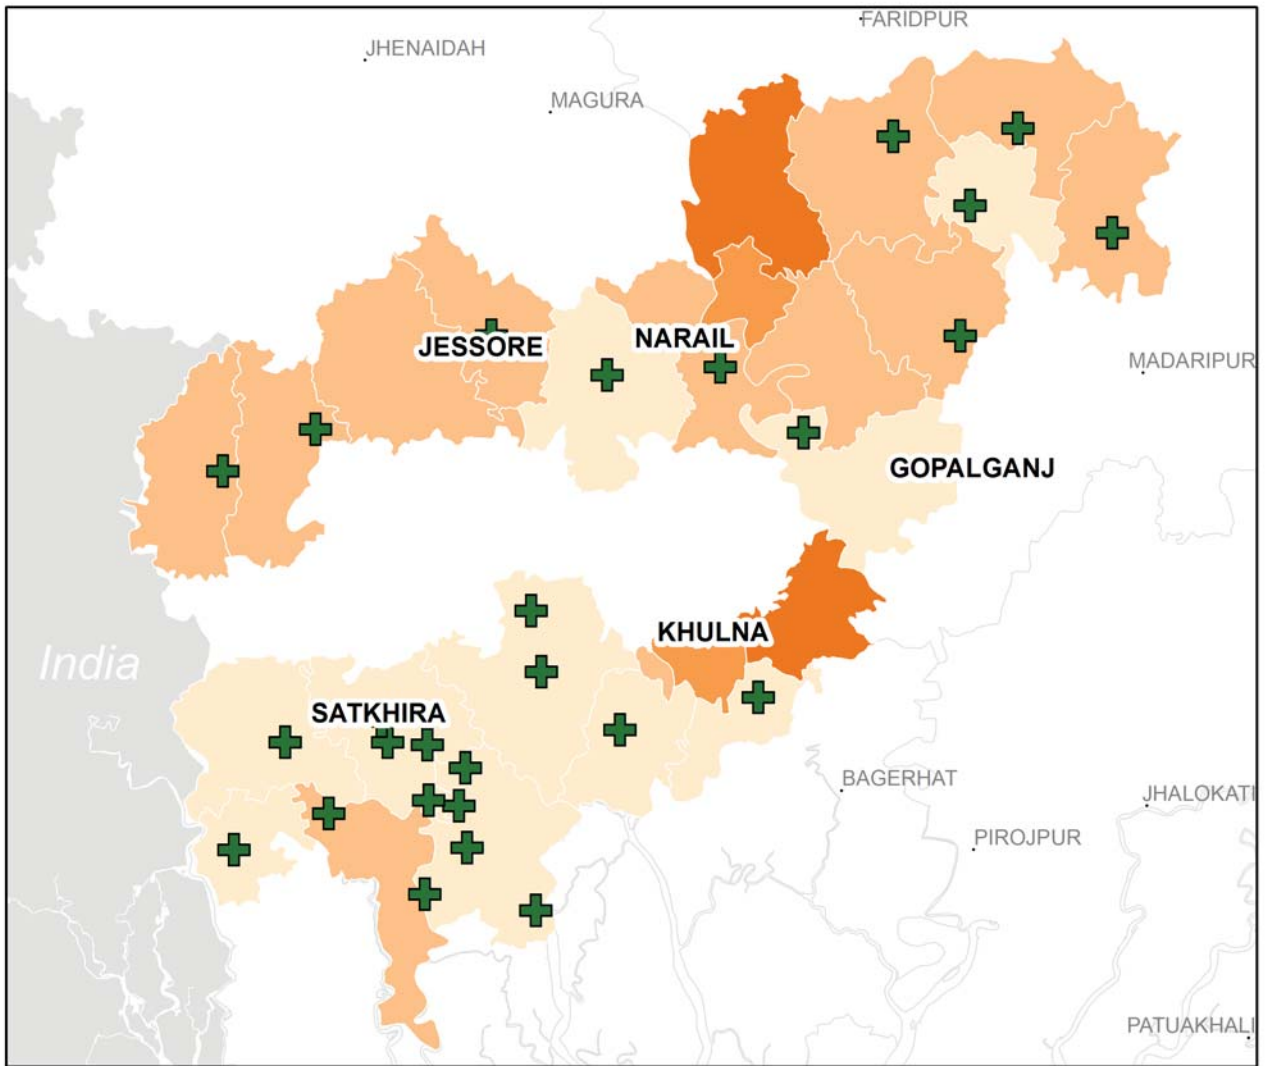 FARIDPUR
JHENAIDAH
MAGURA
JESSORE
NARAIL
MADARIPUR
GOPALGANJ
KHULNA
India
SATKHIRA
BAGERHAT
JHALOKATI
PIROJPUR
PATUAKHALI